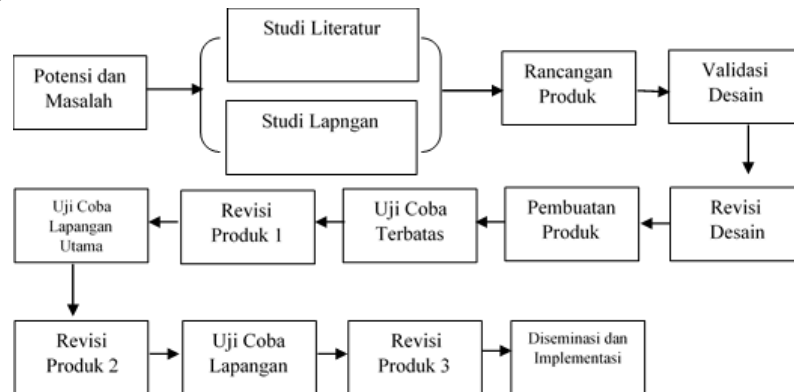 Studi Literatur
Potensi dan
Masalah
Studi Lapngan
Rancangan
Produk
Validasi
Desain
Uji Coba
Lapangan
Utama
Revisi
Produk 1
Uji Coba
Terbatas
Pembuatan
Produk
Revisi
Desain
Revisi
Produk 2
Uji Coba
Lapangan
Revisi
Produk 3
Diseminasi dan
Implementasi